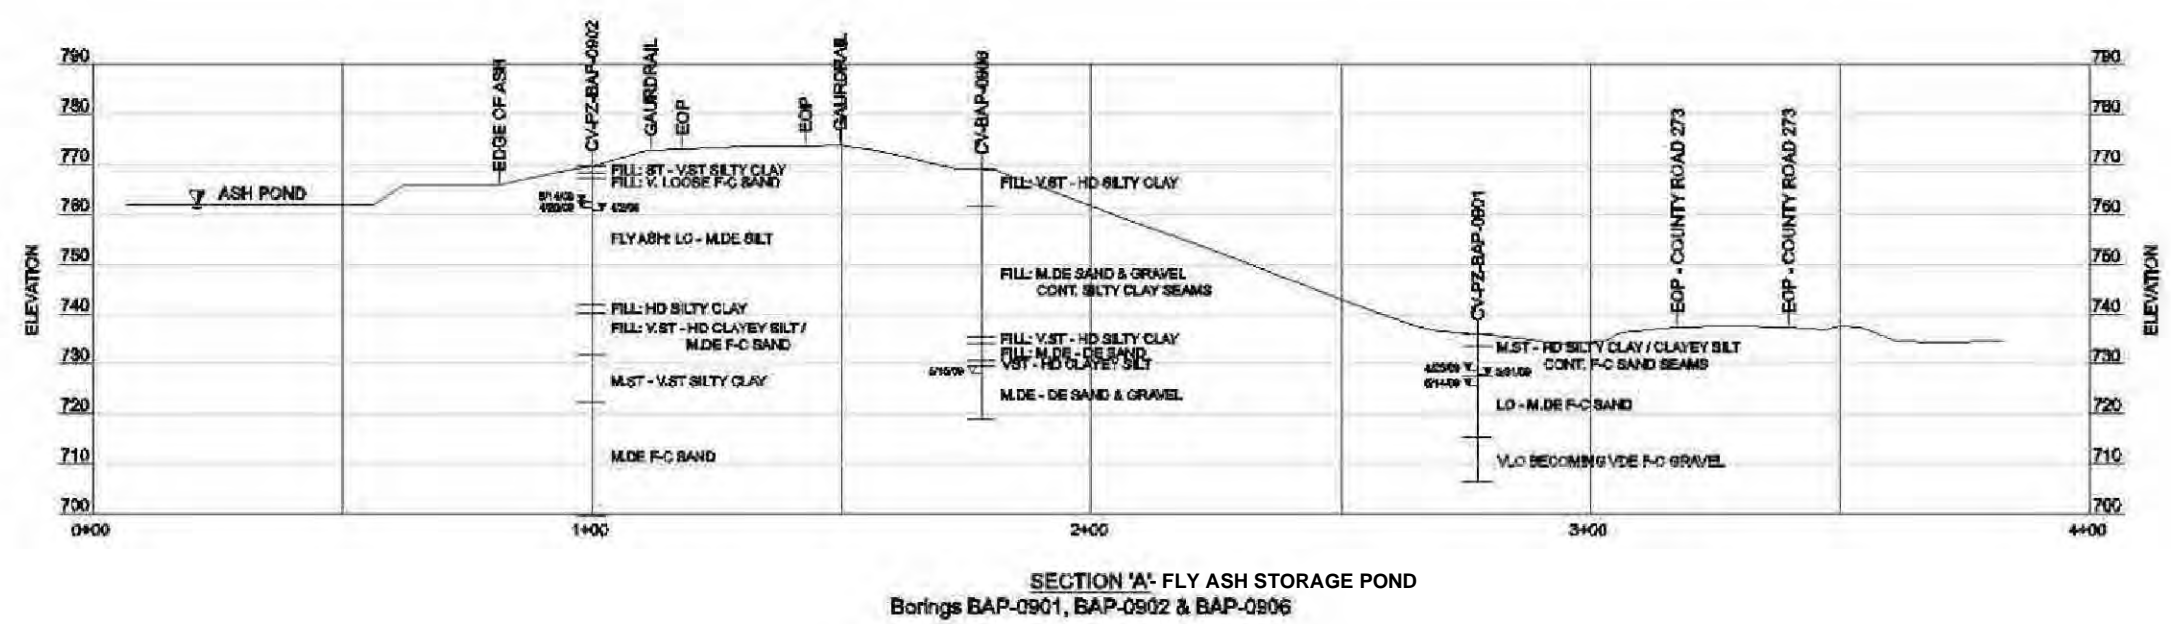 790
780
770
760
750
740
730
720
710
700
ELEVATION
0+00
1+00
2+00
3+00
4+00
ASH POND
EDGE OF ASH
CV-PZ-BAP-0902
GAURDRAIL
EOP
EOP
GAURDRAIL
CV-BAP-0906
CV-PZ-BAP-0901
EOP - COUNTY ROAD 273
EOP - COUNTY ROAD 273
FILL: ST - V.ST SILTY CLAY
FILL: V. LOOSE F-C SAND
FLY ASH: LO - M.DE SILT
FILL: HD SILTY CLAY
FILL: V.ST - HD CLAYEY SILT /
M.DE F-C SAND
M.ST - V.ST SILTY CLAY
M.DE F-C SAND
FILL: V.ST - HD SILTY CLAY
FILL: M.DE SAND & GRAVEL
CONT. SILTY CLAY SEAMS
FILL: V.ST - HD SILTY CLAY
FILL: M.DE - DE SAND
VST - HD CLAYEY SILT
M.DE - DE SAND & GRAVEL
M.ST - HD SILTY CLAY / CLAYEY SILT
CONT. F-C SAND SEAMS
LO - M.DE F-C SAND
VLO BECOMING VDE F-C GRAVEL
790
780
770
760
750
740
730
720
710
700
ELEVATION
SECTION 'A'- FLY ASH STORAGE POND
Borings BAP-0901, BAP-0902 & BAP-0906